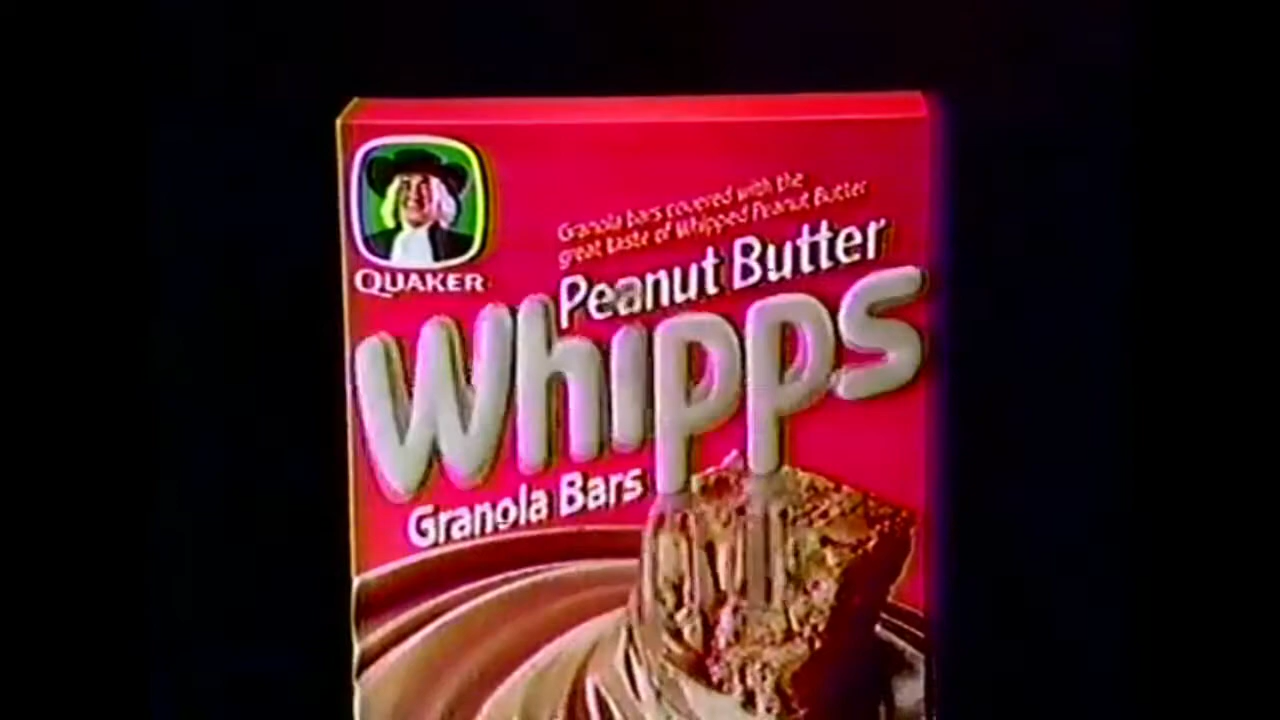 QUAKER
Granola bars covered with the
great taste of Whipped Peanut Butter
Peanut Butter
Whipps
Granola Bars